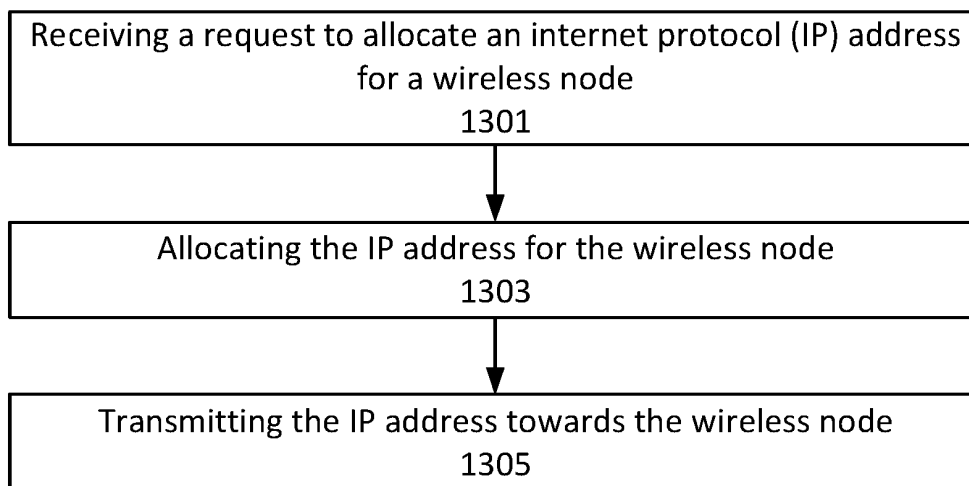 Receiving a request to allocate an internet protocol (IP) address
for a wireless node
1301
Allocating the IP address for the wireless node
1303
Transmitting the IP address towards the wireless node
1305